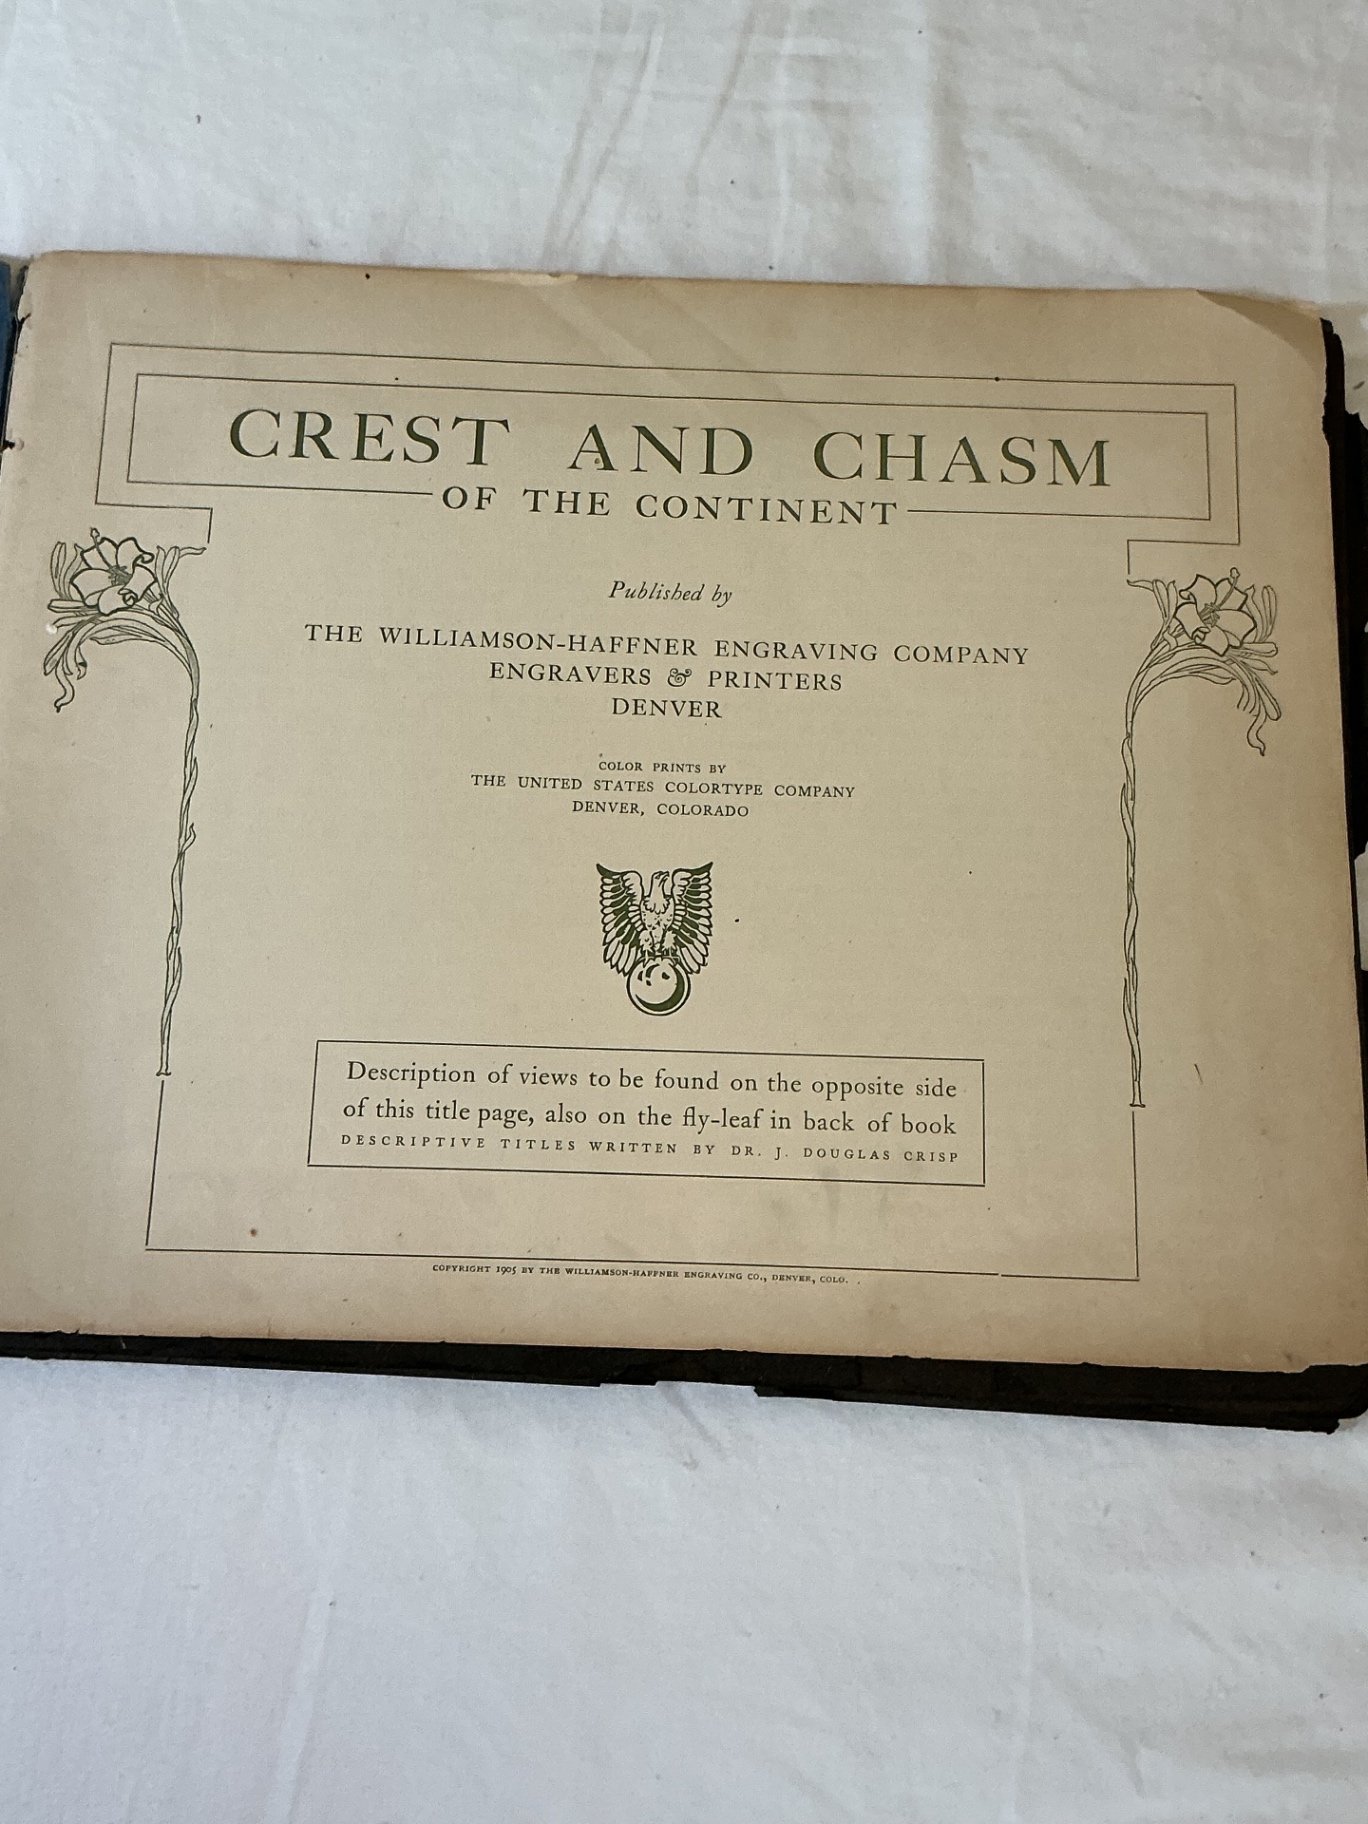 CREST AND CHASM
OF THE CONTINENT
Published by
THE WILLIAMSON-HAFFNER ENGRAVING COMPANY
ENGRAVERS & PRINTERS
DENVER
COLOR PRINTS BY
THE UNITED STATES COLORTYPE COMPANY
DENVER, COLORADO
Description of views to be found on the opposite side
of this title page, also on the fly-leaf in back of book
DESCRIPTIVE TITLES WRITTEN BY DR. J. DOUGLAS CRISP
COPYRIGHT 1905 BY THE WILLIAMSON-HAFFNER ENGRAVING CO., DENVER, COLO.